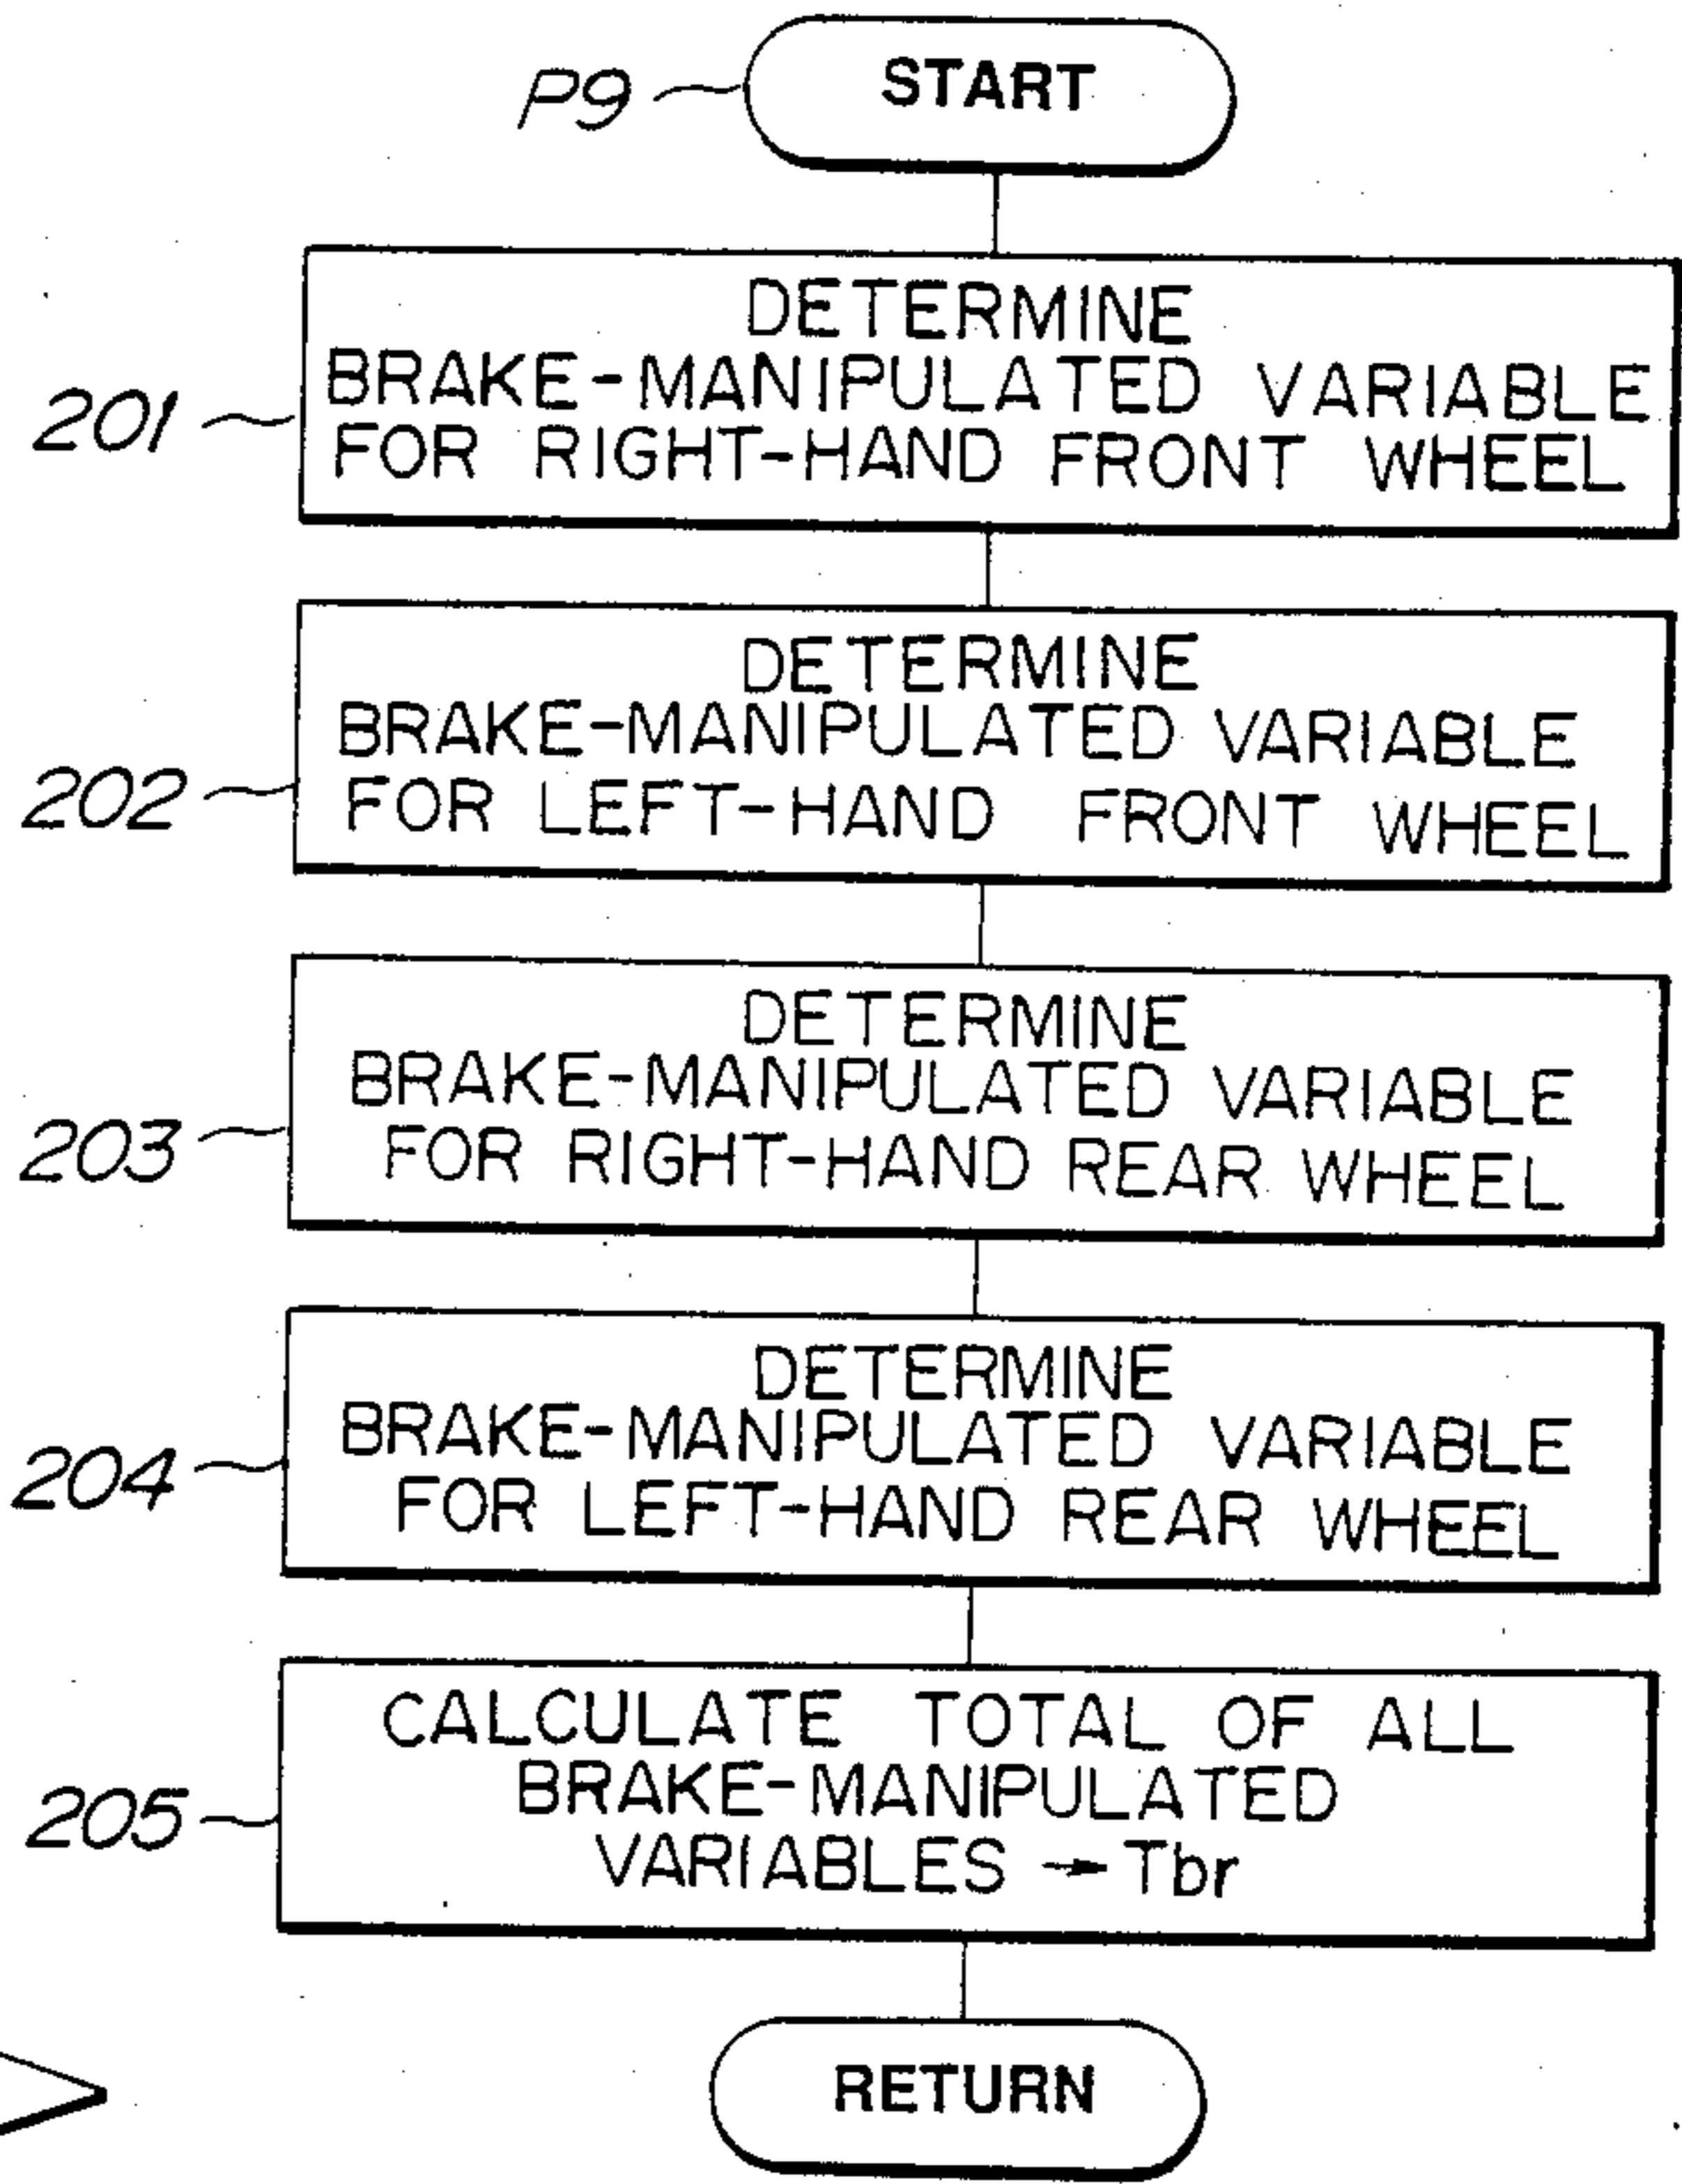 P9
START
201
DETERMINE
BRAKE-MANIPULATED VARIABLE
FOR RIGHT-HAND FRONT WHEEL
202
DETERMINE
BRAKE-MANIPULATED VARIABLE
FOR LEFT-HAND FRONT WHEEL
203
DETERMINE
BRAKE-MANIPULATED VARIABLE
FOR RIGHT-HAND REAR WHEEL
204
DETERMINE
BRAKE-MANIPULATED VARIABLE
FOR LEFT-HAND REAR WHEEL
205
CALCULATE TOTAL OF ALL
BRAKE-MANIPULATED
VARIABLES → Tbr
RETURN